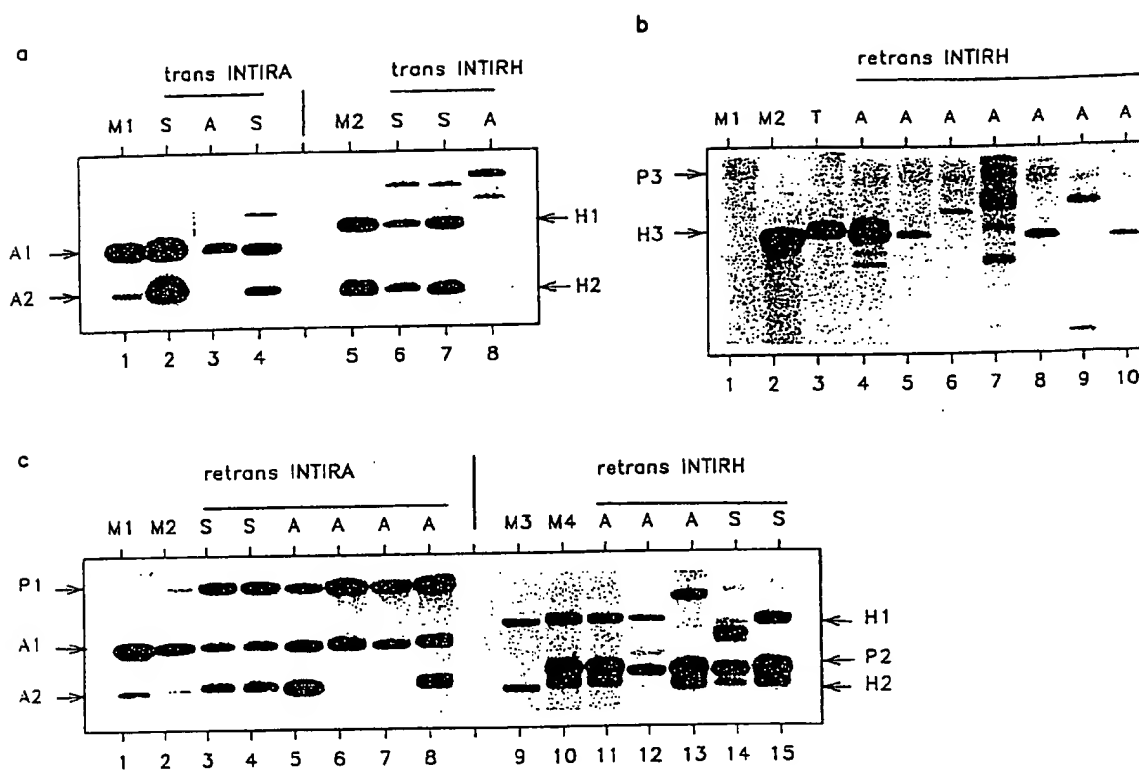 a
trans INTIRA
trans INTIRH
M1 S A S M2 S S A
A1
A2
H1
H2
1 2 3 4 5 6 7 8
b
retrans INTIRH
M1 M2 T A A A A A A A
P3
H3
1 2 3 4 5 6 7 8 9 10
c
retrans INTIRA
retrans INTIRH
M1 M2 S S A A A A M3 M4 A A A S S
P1
A1
A2
H1
P2
H2
1 2 3 4 5 6 7 8 9 10 11 12 13 14 15